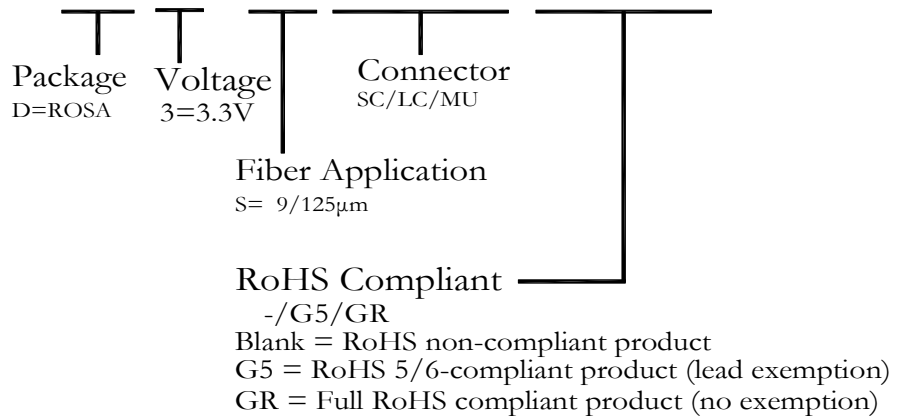 Package Voltage Connector
D=ROSA 3=3.3V SC/LC/MU
Fiber Application
S= 9/125µm
RoHS Compliant
-/G5/GR
Blank = RoHS non-compliant product
G5 = RoHS 5/6-compliant product (lead exemption)
GR = Full RoHS compliant product (no exemption)